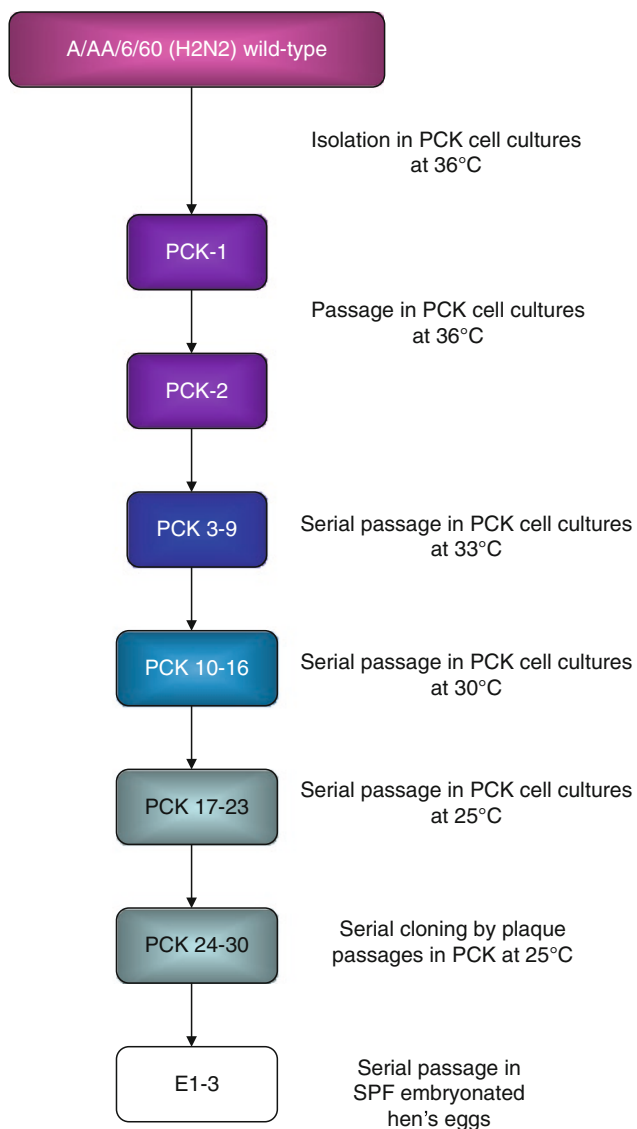 A/AA/6/60 (H2N2) wild-type
Isolation in PCK cell cultures
at 36°C
PCK-1
Passage in PCK cell cultures
at 36°C
PCK-2
PCK 3-9
Serial passage in PCK cell cultures
at 33°C
PCK 10-16
Serial passage in PCK cell cultures
at 30°C
PCK 17-23
Serial passage in PCK cell cultures
at 25°C
PCK 24-30
Serial cloning by plaque
passages in PCK at 25°C
E1-3
Serial passage in
SPF embryonated
hen's eggs